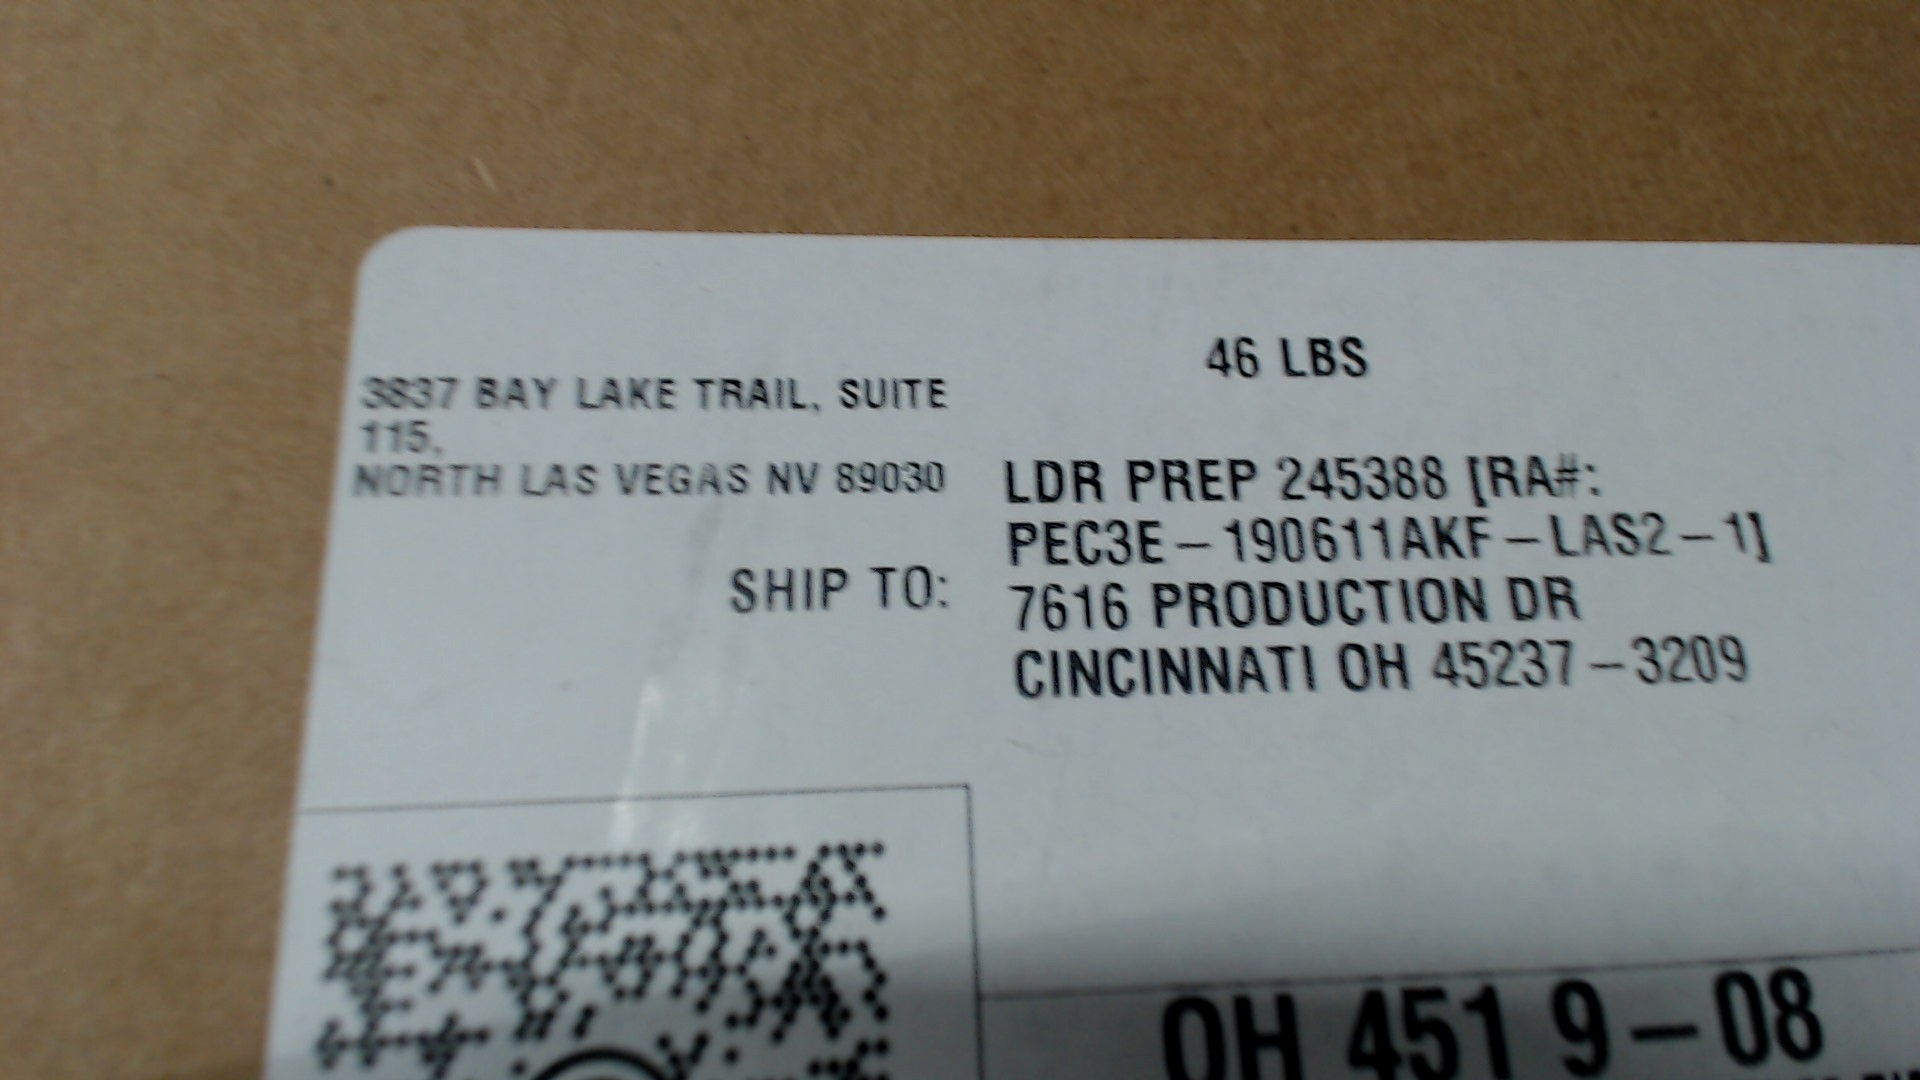 46 LBS
3837 BAY LAKE TRAIL, SUITE
115,
NORTH LAS VEGAS NV 89030
SHIP TO:
LDR PREP 245388 [RA#:
PEC3E-190611AKF-LAS2-1]
7616 PRODUCTION DR
CINCINNATI OH 45237-3209
OH 451 9-08